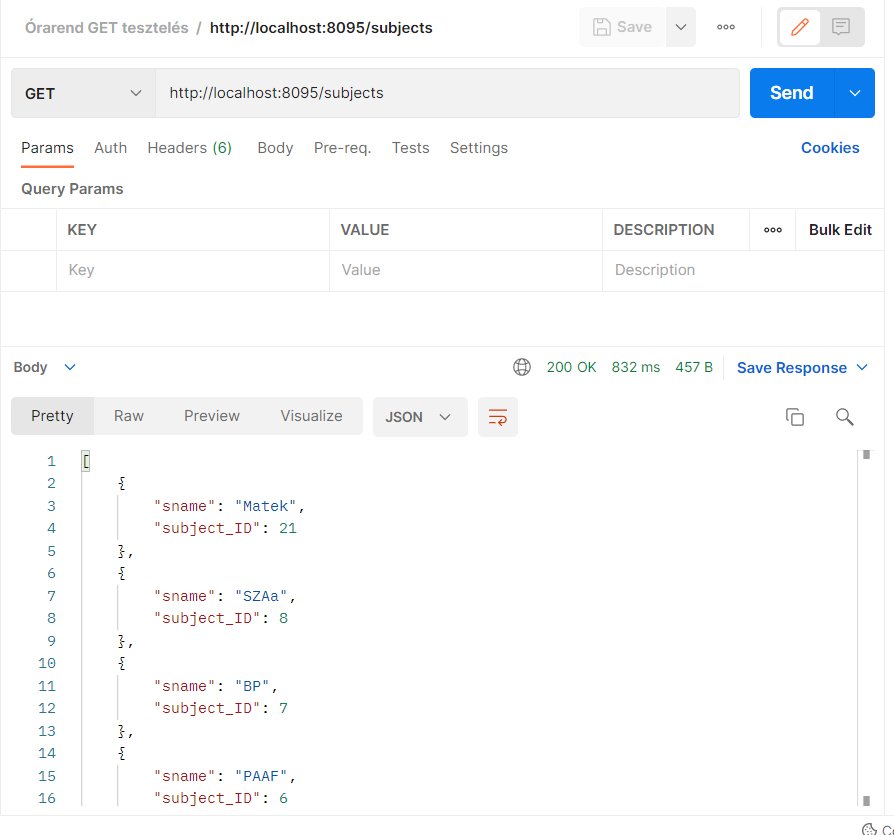 Órarend GET tesztelés / http://localhost:8095/subjects Save
GET http://localhost:8095/subjects Send
Params Auth Headers (6) Body Pre-req. Tests Settings Cookies
Query Params
KEY VALUE DESCRIPTION Bulk Edit
Key Value Description
Body 200 OK 832 ms 457 B Save Response
Pretty Raw Preview Visualize JSON
1 [
2 {
3 "sname": "Matek",
4 "subject_ID": 21
5 },
6 {
7 "sname": "SZAa",
8 "subject_ID": 8
9 },
10 {
11 "sname": "BP",
12 "subject_ID": 7
13 },
14 {
15 "sname": "PAAF",
16 "subject_ID": 6